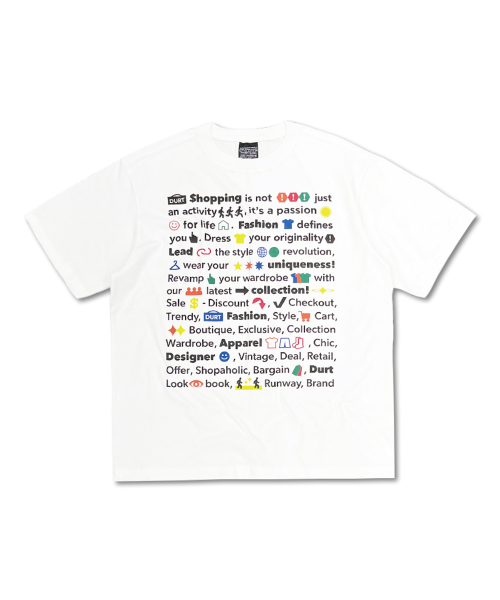 DURT Shopping is not just
an activity, it's a passion
for life. Fashion defines
you. Dress your originality
Lead the style revolution,
wear your uniqueness!
Revamp your wardrobe with
our latest collection!
Sale $ - Discount, Checkout,
Trendy, DURT Fashion, Style, Cart,
Boutique, Exclusive, Collection
Wardrobe, Apparel, Chic,
Designer, Vintage, Deal, Retail,
Offer, Shopaholic, Bargain, Durt
Look book, Runway, Brand